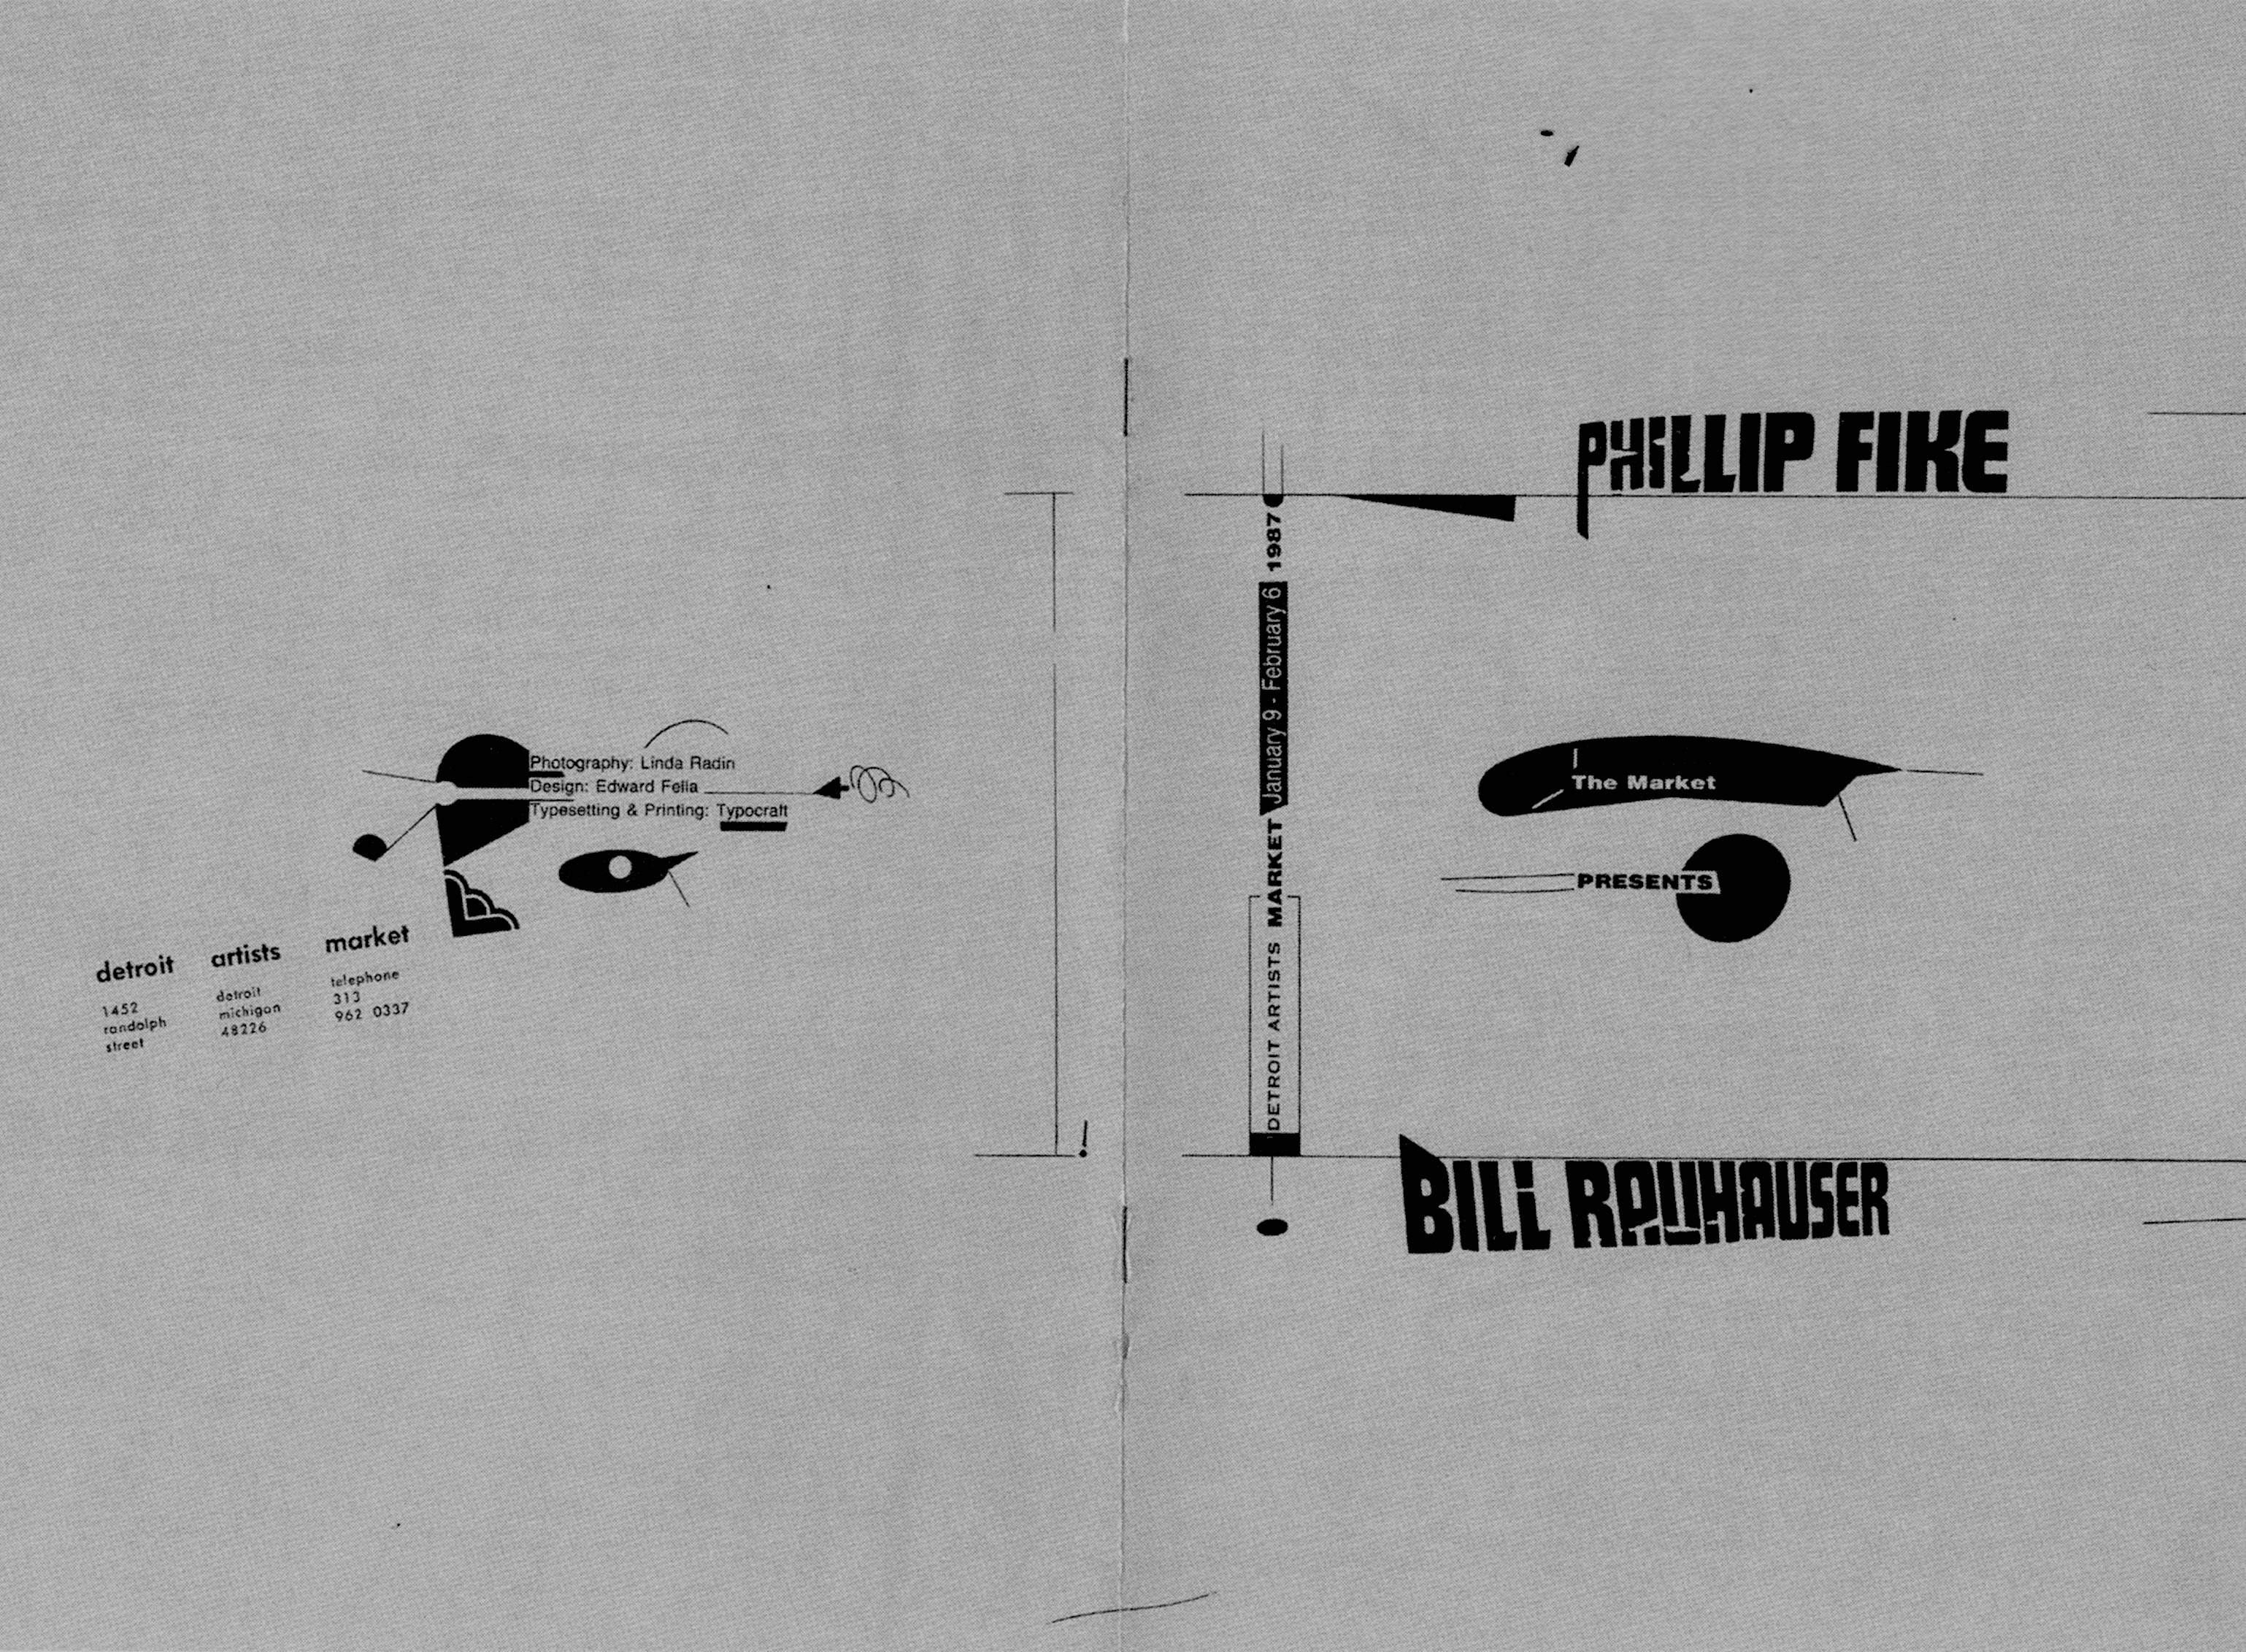 Photography: Linda Radin
Design: Edward Fella
Typesetting & Printing: Typocraft
detroit artists market
1452
randolph
street
detroit
michigan
48226
telephone
313
962 0337
!
DETROIT ARTISTS MARKET January 9 - February 6 1987
PHILLIP FIKE
The Market
PRESENTS
BILL RAUHAUSER